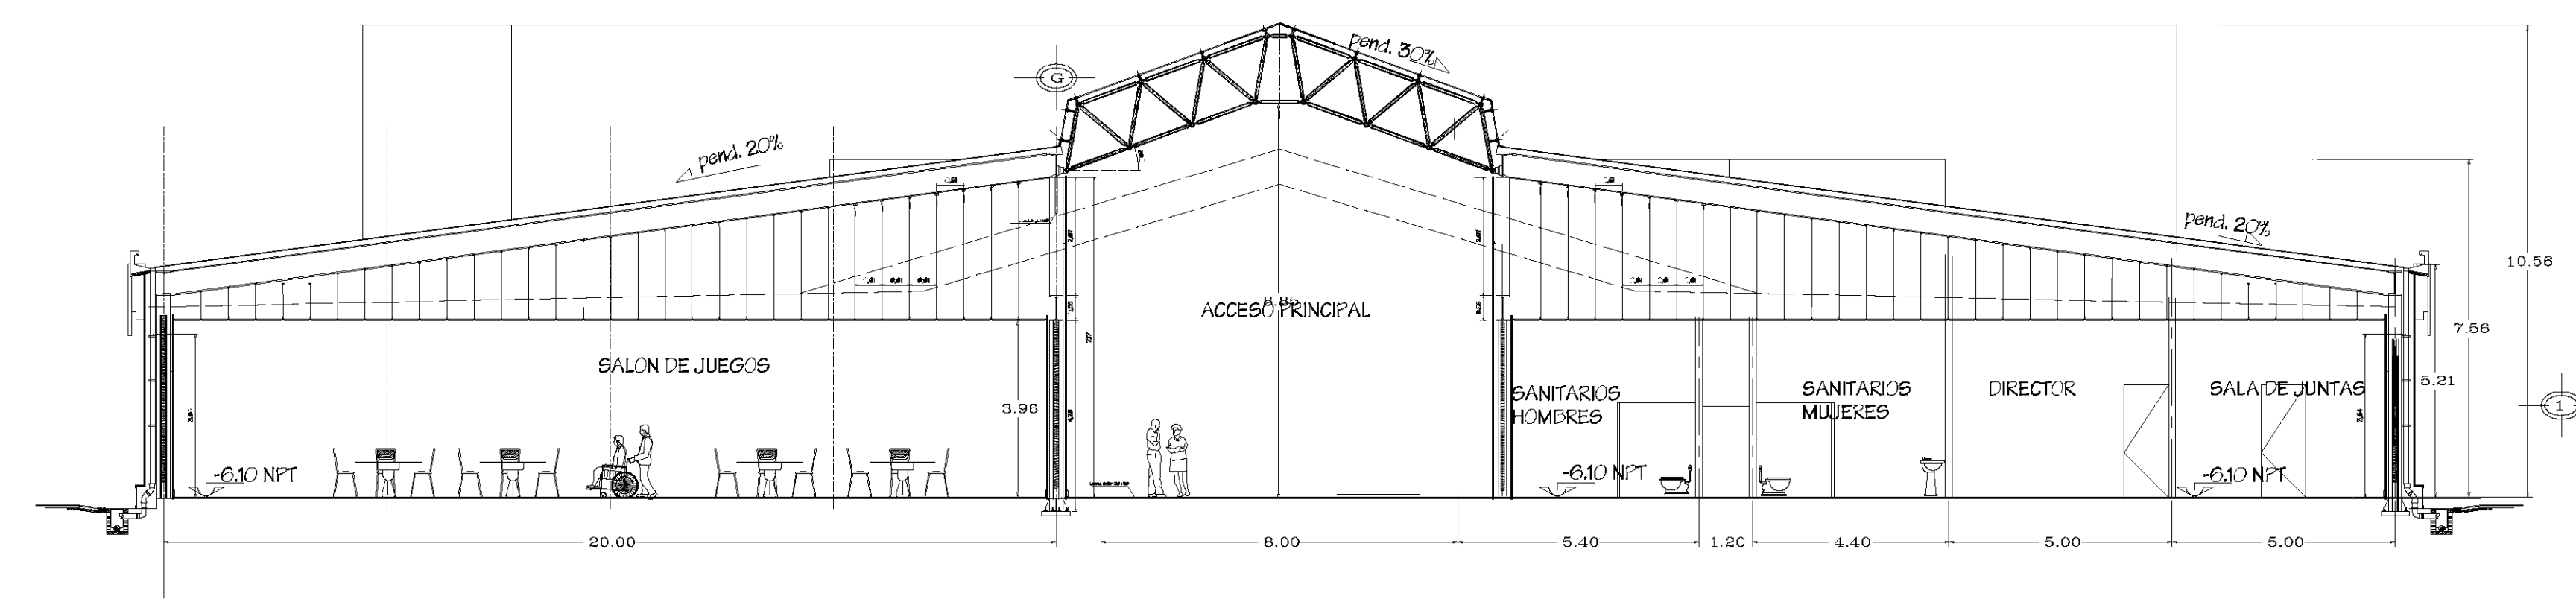 pend. 30%
G
pend. 20%
pend. 20%
10.56
8.85
ACCESO PRINCIPAL
7.56
SALON DE JUEGOS
5.21
SANITARIOS
HOMBRES
SANITARIOS
MUJERES
DIRECTOR
SALA DE JUNTAS
3.96
1
-6.10 NPT
-6.10 NPT
-6.10 NPT
20.00
8.00
5.40
1.20
4.40
5.00
5.00